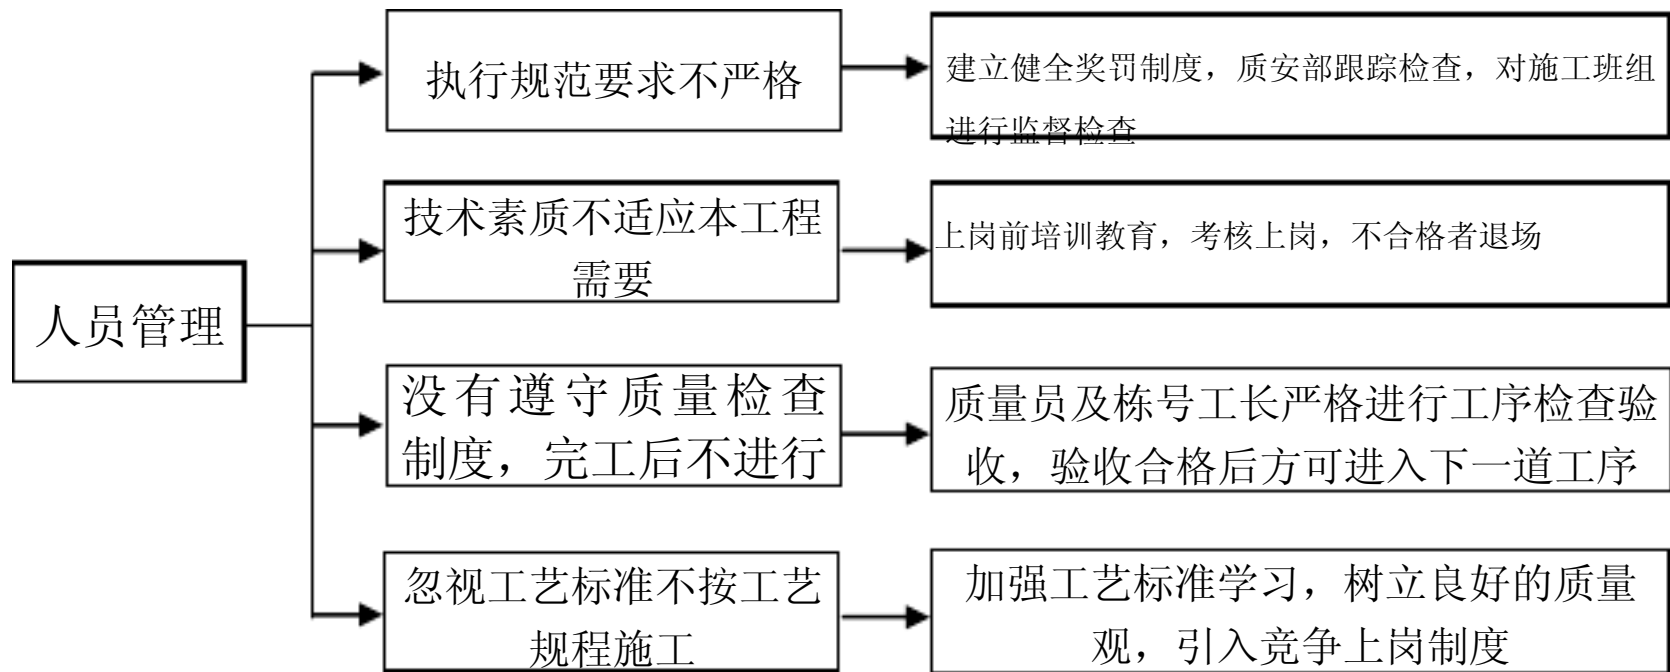 人员管理
执行规范要求不严格
建立健全奖罚制度，质安部跟踪检查，对施工班组
进行监督检查
技术素质不适应本工程
需要
上岗前培训教育，考核上岗，不合格者退场
没有遵守质量检查
制度，完工后不进行
质量员及栋号工长严格进行工序检查验
收，验收合格后方可进入下一道工序
忽视工艺标准不按工艺
规程施工
加强工艺标准学习，树立良好的质量
观，引入竞争上岗制度